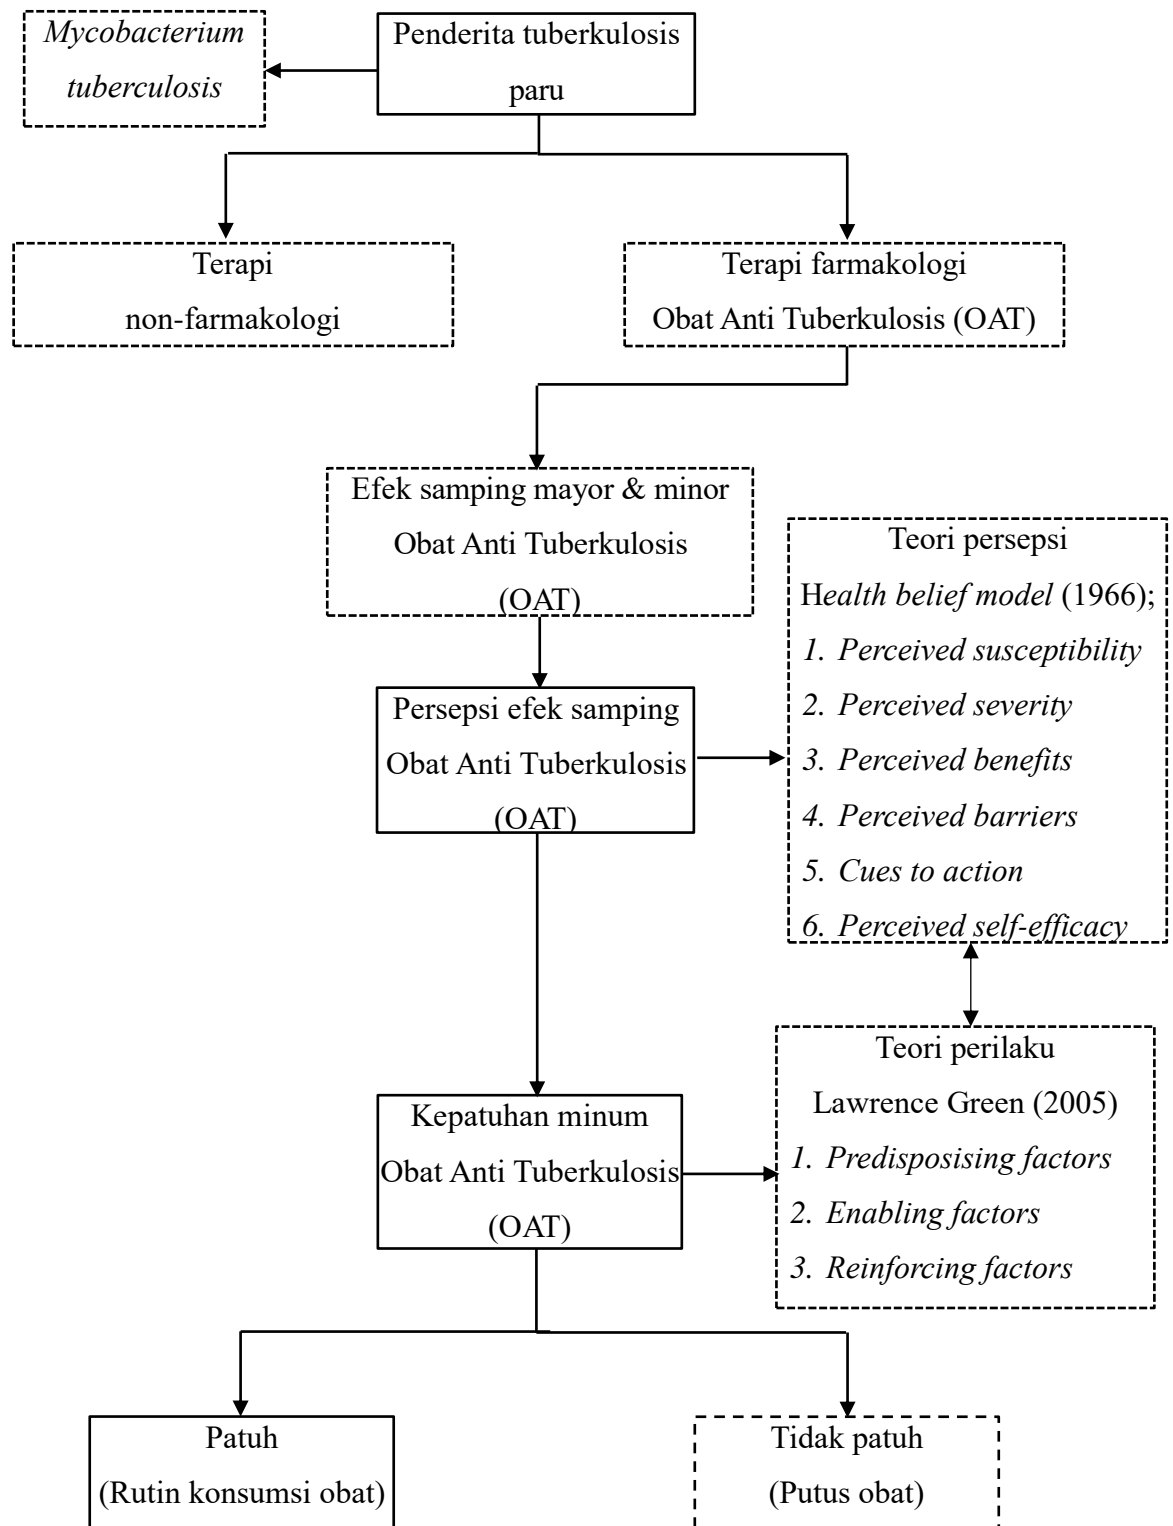 Mycobacterium
tuberculosis
Penderita tuberkulosis
paru
Terapi
non-farmakologi
Terapi farmakologi
Obat Anti Tuberkulosis (OAT)
Efek samping mayor & minor
Obat Anti Tuberkulosis
(OAT)
Persepsi efek samping
Obat Anti Tuberkulosis
(OAT)
Teori persepsi
Health belief model (1966);
1. Perceived susceptibility
2. Perceived severity
3. Perceived benefits
4. Perceived barriers
5. Cues to action
6. Perceived self-efficacy
Kepatuhan minum
Obat Anti Tuberkulosis
(OAT)
Teori perilaku
Lawrence Green (2005)
1. Predisposising factors
2. Enabling factors
3. Reinforcing factors
Patuh
(Rutin konsumsi obat)
Tidak patuh
(Putus obat)